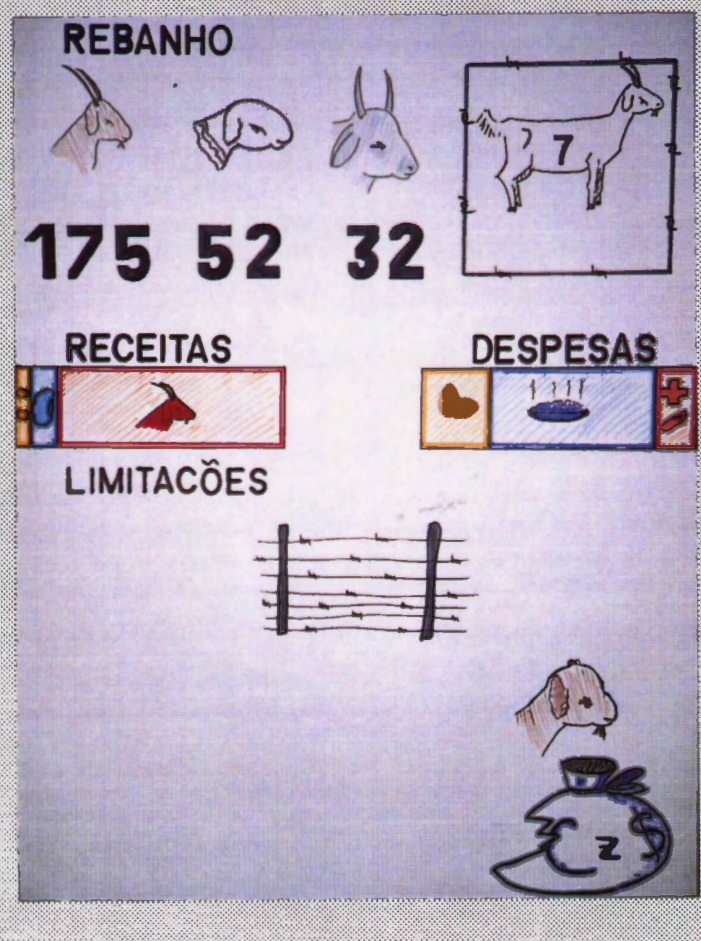 REBANHO
7
175 52 32
RECEITAS DESPESAS
LIMITACÕES
Z $